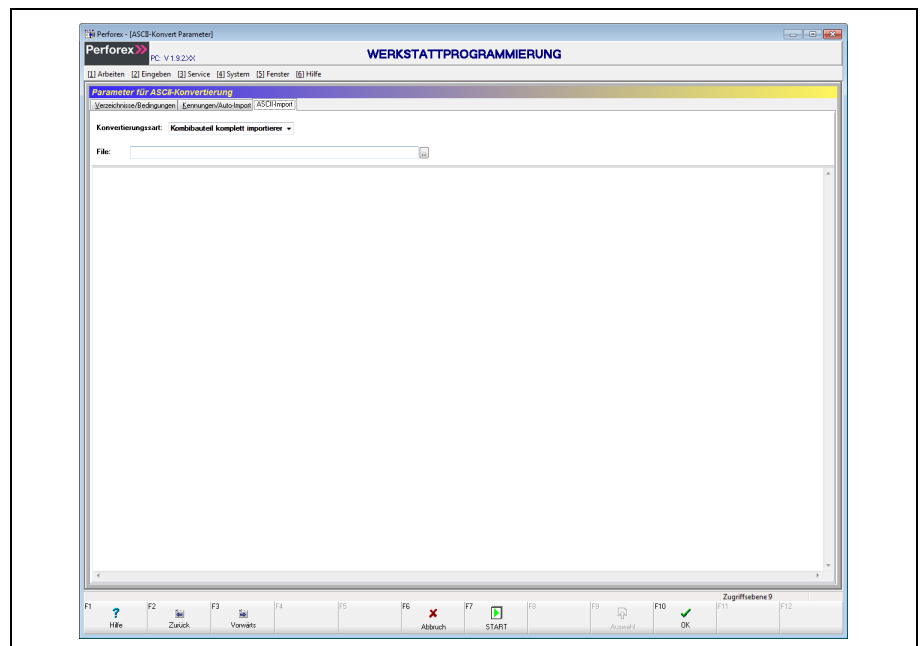 Perforex - [ASCII-Konvert Parameter]
Perforex
PC: V 1.9.2XX
WERKSTATTPROGRAMMIERUNG
[1] Arbeiten [2] Eingeben [3] Service [4] System [5] Fenster [6] Hilfe
Parameter für ASCII-Konvertierung
Verzeichnisse/Bedingungen Kennungen/Auto-Import ASCII-Import
Konvertierungssart: Kombibauteil komplett importierer
File: ...
Zugriffsebene 9
F1 F2 F3 F4 F5 F6 F7 F8 F9 F10 F11 F12
Hilfe Zurück Vorwärts Abbruch START Auswahl OK